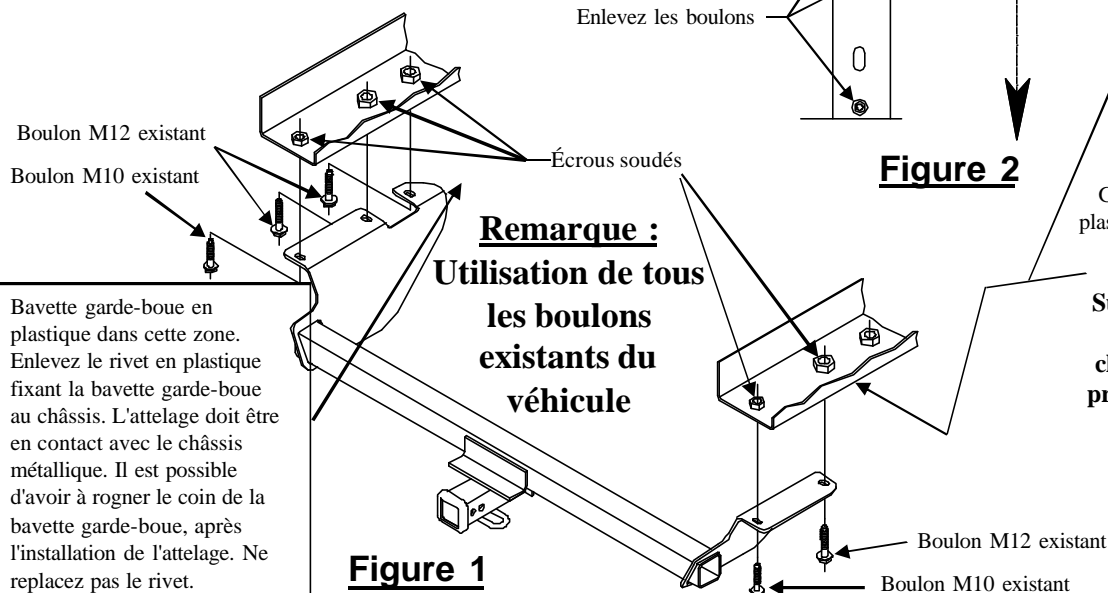 Enlevez les boulons
Figure 2
Boulon M12 existant
Boulon M10 existant
Écrous soudés
Remarque :
Utilisation de tous
les boulons
existants du
véhicule
Bavette garde-boue en
plastique dans cette zone.
Enlevez le rivet en plastique
fixant la bavette garde-boue
au châssis. L'attelage doit être
en contact avec le châssis
métallique. Il est possible
d'avoir à rogner le coin de la
bavette garde-boue, après
l'installation de l'attelage. Ne
replacez pas le rivet.
Figure 1
Boulon M12 existant
Boulon M10 existant